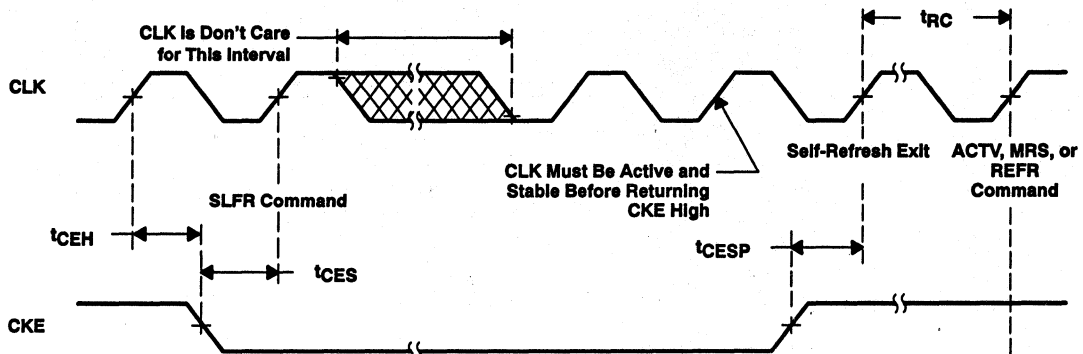 CLK Is Don't Care
for This Interval
tRC
CLK
CLK Must Be Active and
Stable Before Returning
CKE High
Self-Refresh Exit
ACTV, MRS, or
REFR
Command
SLFR Command
tCEH
tCES
tCESP
CKE